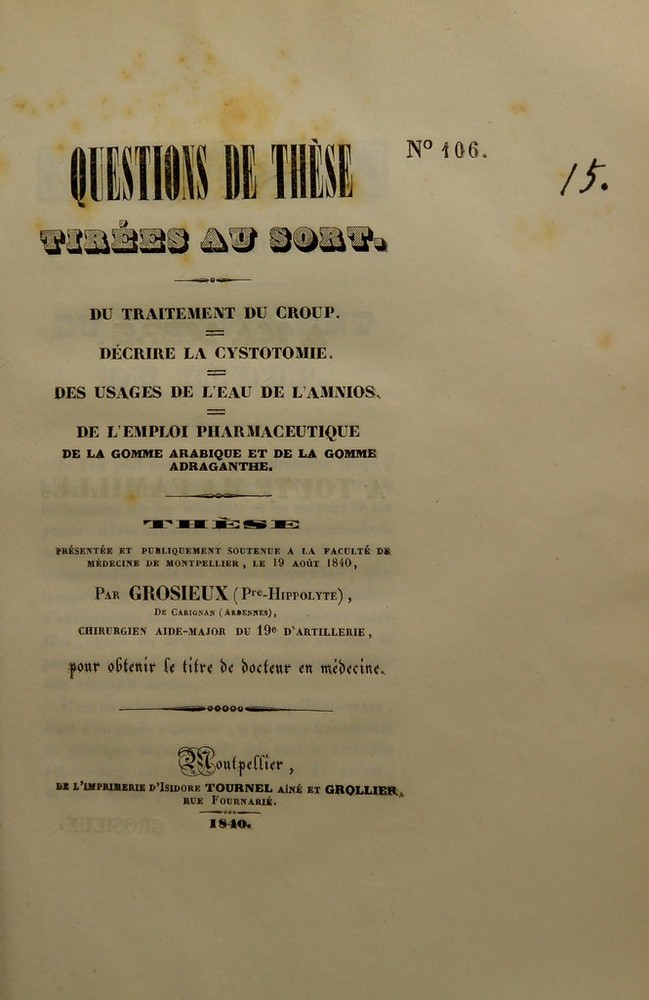 QUESTIONS DE THÈSE
N° 106.
15.
TIRÉES AU SORT.
DU TRAITEMENT DU CROUP.
DÉCRIRE LA CYSTOTOMIE.
DES USAGES DE L'EAU DE L'AMNIOS.
DE L'EMPLOI PHARMACEUTIQUE
DE LA GOMME ARABIQUE ET DE LA GOMME
ADRAGANTHE.
THÈSE
PRÉSENTÉE ET PUBLIQUEMENT SOUTENUE A LA FACULTÉ DE
MÉDECINE DE MONTPELLIER, LE 19 AOÛT 1840,
PAR GROSIEUX (Pre-HIPPOLYTE),
DE CARIGNAN (ARDENNES),
CHIRURGIEN AIDE-MAJOR DU 19e D'ARTILLERIE,
pour obtenir le titre de docteur en médecine.
Montpellier,
DE L'IMPRIMERIE D'ISIDORE TOURNEL AÎNÉ ET GROLLIER,
RUE FOURNARIÉ.
1840.